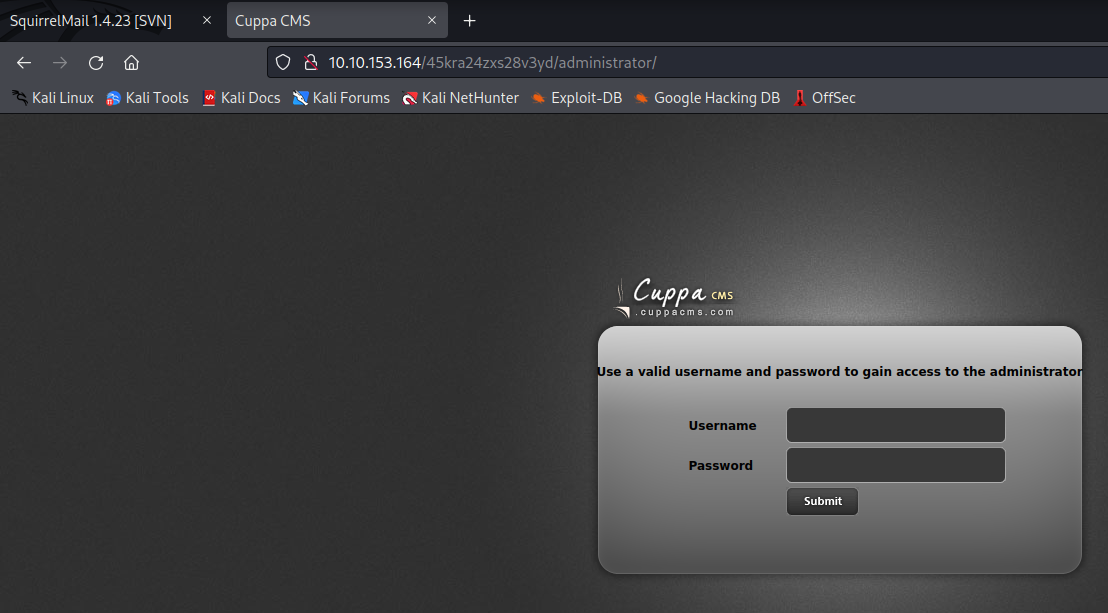 SquirrelMail 1.4.23 [SVN]
Cuppa CMS
10.10.153.164/45kra24zxs28v3yd/administrator/
Kali Linux
Kali Tools
Kali Docs
Kali Forums
Kali NetHunter
Exploit-DB
Google Hacking DB
OffSec
Cuppa CMS
.cuppacms.com
Use a valid username and password to gain access to the administrator
Username
Password
Submit